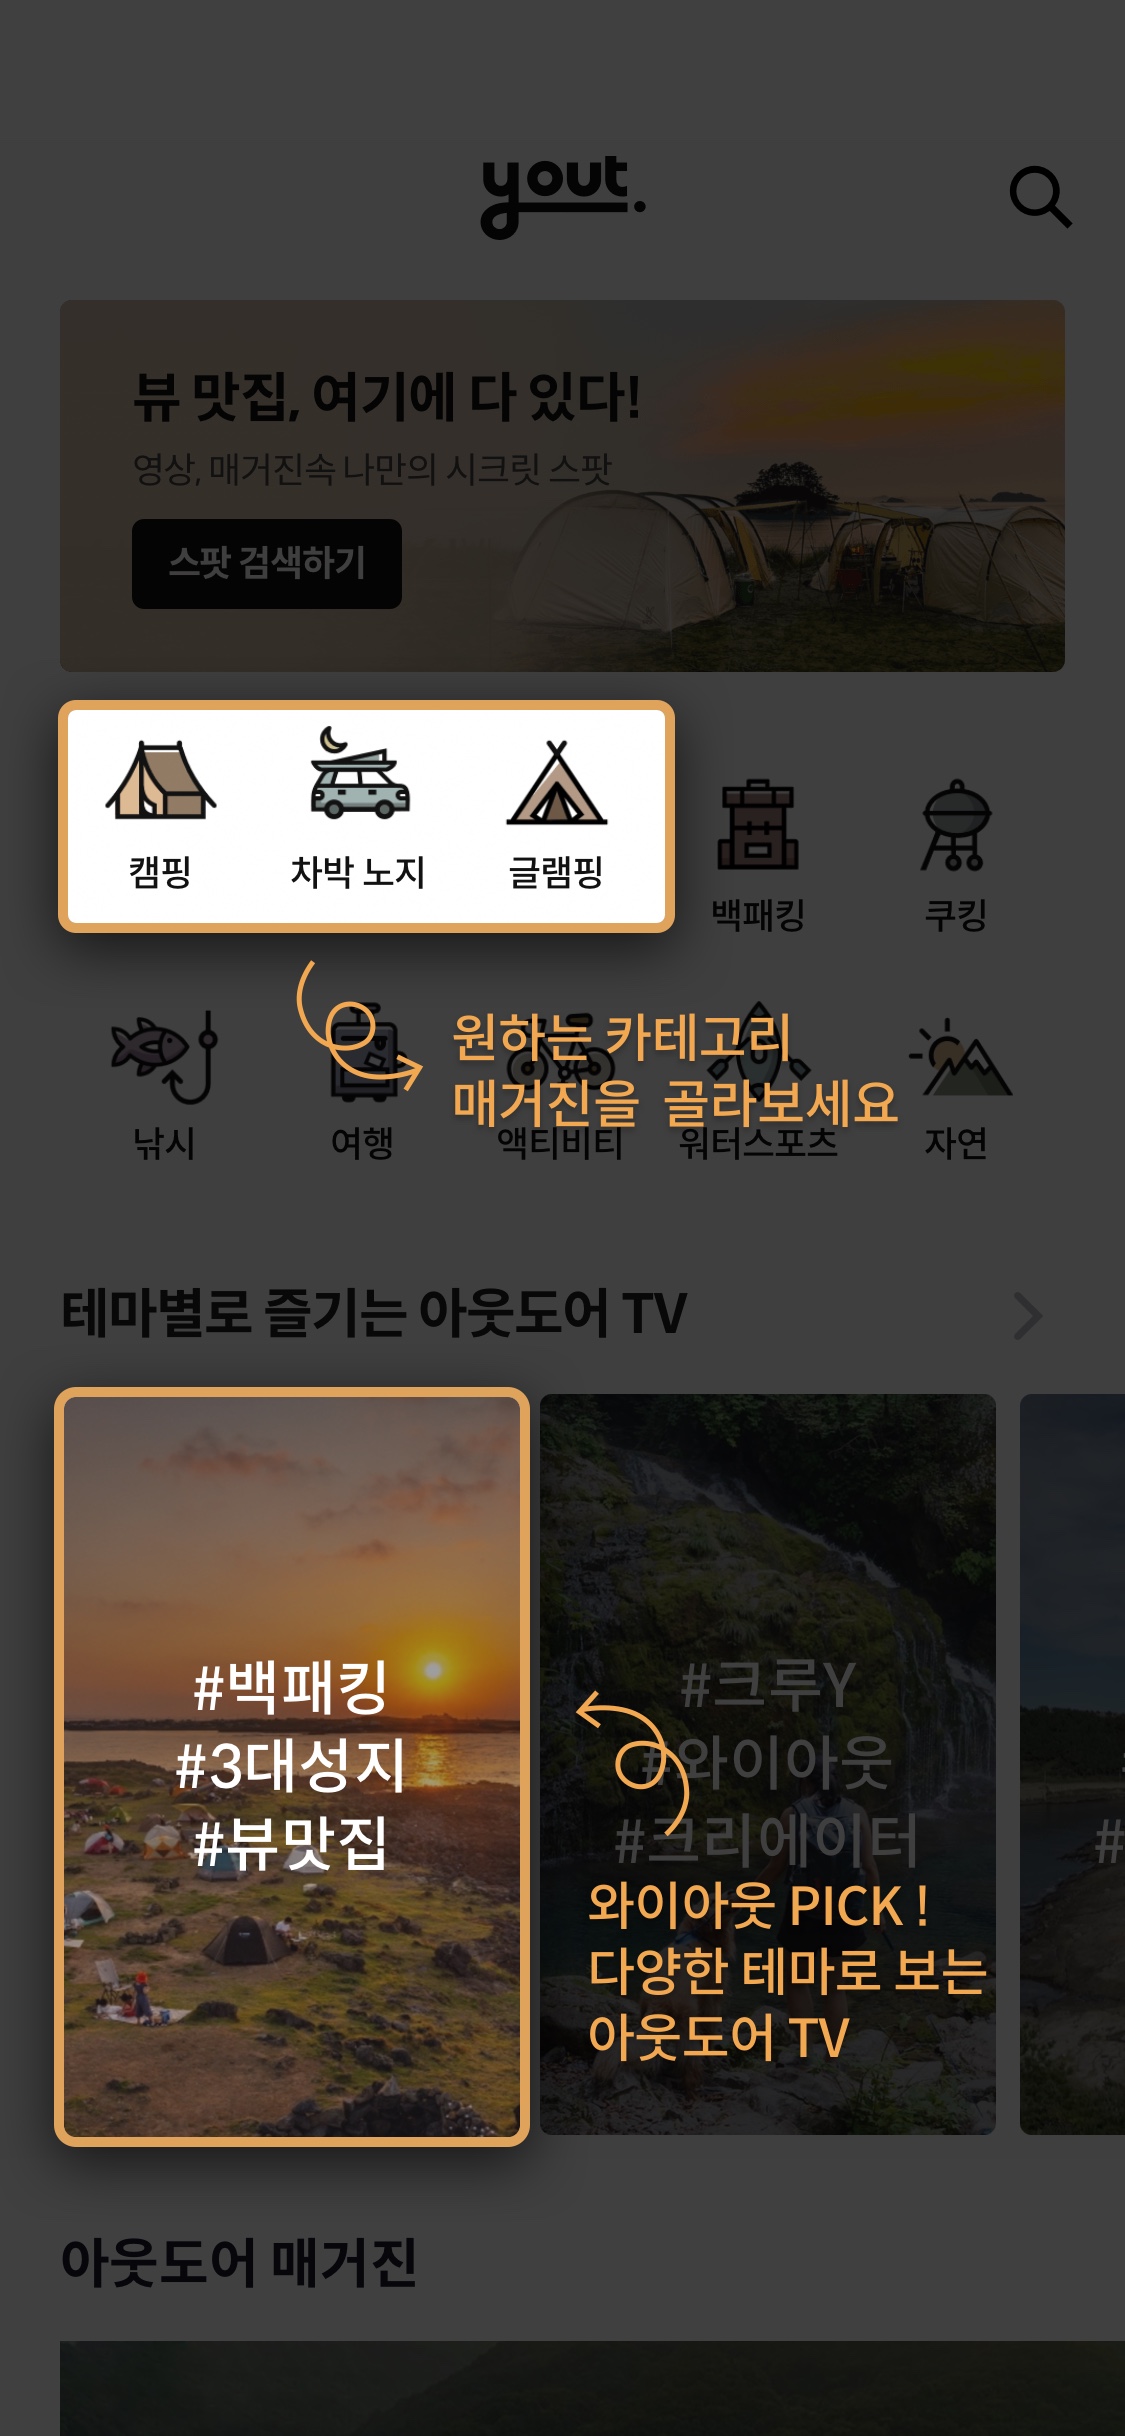 yout.
뷰 맛집, 여기에 다 있다!
영상, 매거진속 나만의 시크릿 스팟
스팟 검색하기
캠핑
차박 노지
글램핑
백패킹
쿠킹
원하는 카테고리
매거진을 골라보세요
낚시
여행
액티비티
워터스포츠
자연
테마별로 즐기는 아웃도어 TV
#백패킹
#3대성지
#뷰맛집
#크루Y
#와이아웃
#크리에이터
#
와이아웃 PICK !
다양한 테마로 보는
아웃도어 TV
아웃도어 매거진